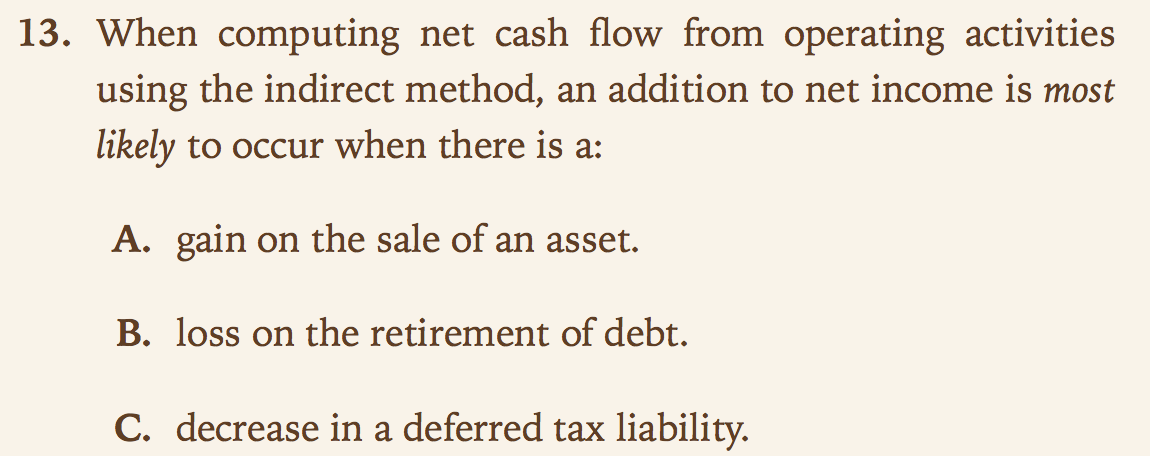 13. When computing net cash flow from operating activities
using the indirect method, an addition to net income is most
likely to occur when there is a:
A. gain on the sale of an asset.
B. loss on the retirement of debt.
C. decrease in a deferred tax liability.